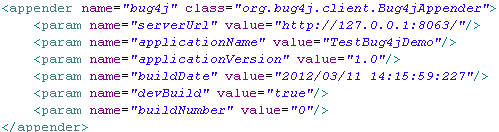 <appender name="bug4j" class="org.bug4j.client.Bug4jAppender">
    <param name="serverUrl" value="http://127.0.0.1:8063/"/>
    <param name="applicationName" value="TestBug4jDemo"/>
    <param name="applicationVersion" value="1.0"/>
    <param name="buildDate" value="2012/03/11 14:15:59:227"/>
    <param name="devBuild" value="true"/>
    <param name="buildNumber" value="0"/>
</appender>